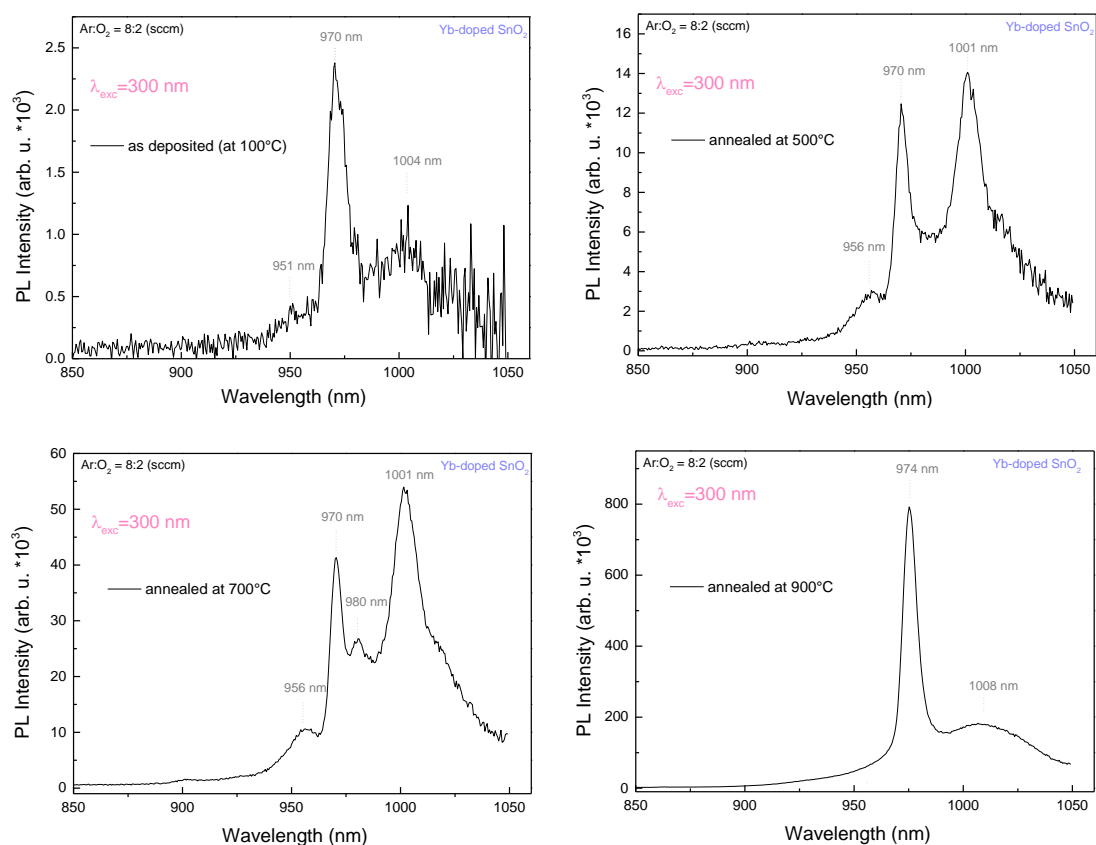 Ar:O₂ = 8:2 (sccm)
Yb-doped SnO₂
970 nm
λexc=300 nm
as deposited (at 100°C)
1004 nm
951 nm
PL Intensity (arb. u. *10³)
2.5
2.0
1.5
1.0
0.5
0.0
850 900 950 1000 1050
Wavelength (nm)
Ar:O₂ = 8:2 (sccm)
Yb-doped SnO₂
1001 nm
970 nm
λexc=300 nm
annealed at 500°C
956 nm
PL Intensity (arb. u. *10³)
16
14
12
10
8
6
4
2
0
850 900 950 1000 1050
Wavelength (nm)
Ar:O₂ = 8:2 (sccm)
Yb-doped SnO₂
1001 nm
970 nm
λexc=300 nm
annealed at 700°C
980 nm
956 nm
PL Intensity (arb. u. *10³)
60
50
40
30
20
10
0
850 900 950 1000 1050
Wavelength (nm)
Ar:O₂ = 8:2 (sccm)
Yb-doped SnO₂
974 nm
λexc=300 nm
annealed at 900°C
1008 nm
PL Intensity (arb. u. *10³)
800
600
400
200
0
850 900 950 1000 1050
Wavelength (nm)